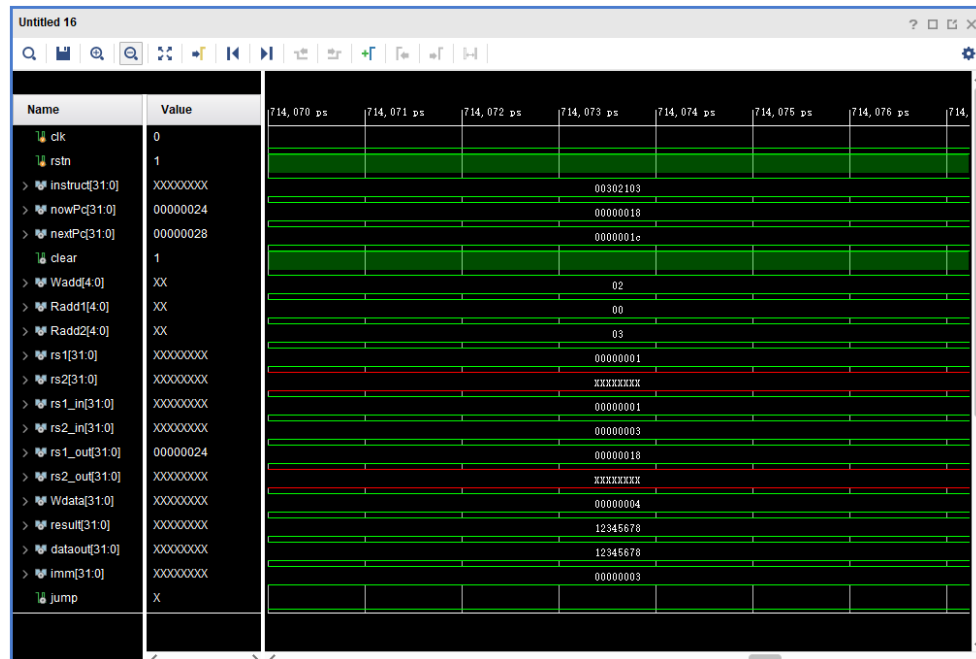 Untitled 16
Name Value
714,070 ps 714,071 ps 714,072 ps 714,073 ps 714,074 ps 714,075 ps 714,076 ps 714,
clk 0
rstn 1
instruct[31:0] XXXXXXXX 00302103
nowPc[31:0] 00000024 00000018
nextPc[31:0] 00000028 0000001c
clear 1
Wadd[4:0] XX 02
Radd1[4:0] XX 00
Radd2[4:0] XX 03
rs1[31:0] XXXXXXXX 00000001
rs2[31:0] XXXXXXXX XXXXXXXX
rs1_in[31:0] XXXXXXXX 00000001
rs2_in[31:0] XXXXXXXX 00000003
rs1_out[31:0] 00000024 00000018
rs2_out[31:0] XXXXXXXX XXXXXXXX
Wdata[31:0] XXXXXXXX 00000004
result[31:0] XXXXXXXX 12345678
dataout[31:0] XXXXXXXX 12345678
imm[31:0] XXXXXXXX 00000003
jump X